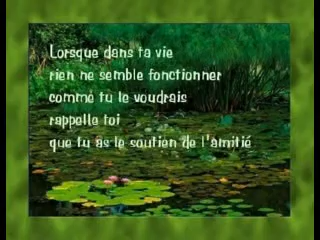 Lorsque dans ta vie
rien ne semble fonctionner
comme tu le voudrais
rappelle toi
que tu as le soutien de l'amitié